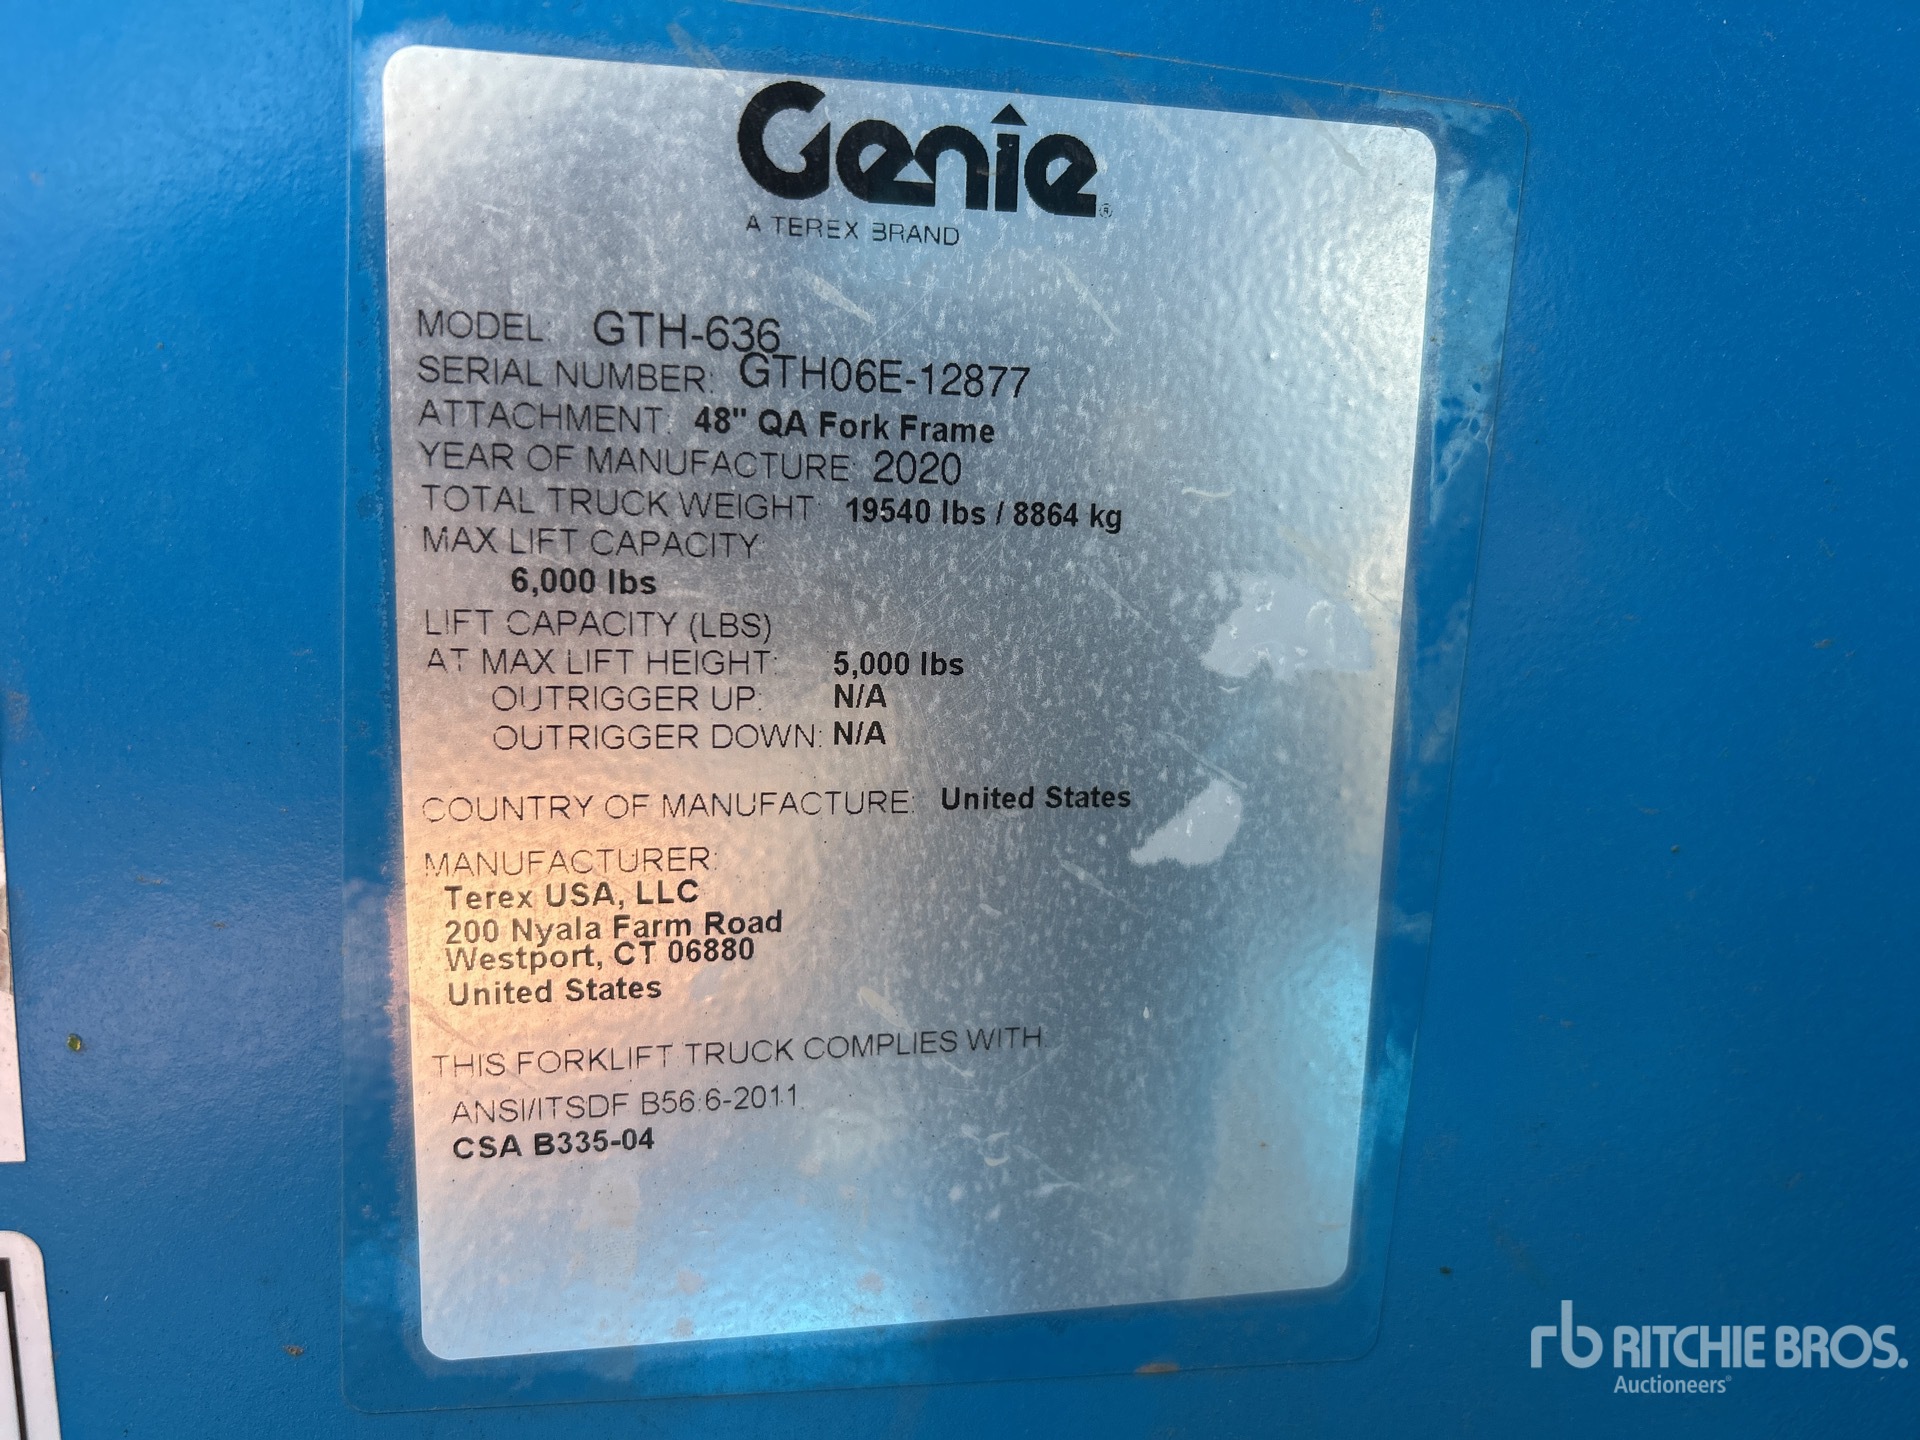 Genie®
A TEREX BRAND
MODEL: GTH-636
SERIAL NUMBER: GTH06E-12877
ATTACHMENT: 48" QA Fork Frame
YEAR OF MANUFACTURE: 2020
TOTAL TRUCK WEIGHT: 19540 lbs / 8864 kg
MAX LIFT CAPACITY:
6,000 lbs
LIFT CAPACITY (LBS)
AT MAX LIFT HEIGHT: 5,000 lbs
OUTRIGGER UP: N/A
OUTRIGGER DOWN: N/A
COUNTRY OF MANUFACTURE: United States
MANUFACTURER:
Terex USA, LLC
200 Nyala Farm Road
Westport, CT 06880
United States
THIS FORKLIFT TRUCK COMPLIES WITH:
ANSI/ITSDF B56.6-2011
CSA B335-04
rb RITCHIE BROS.
Auctioneers®